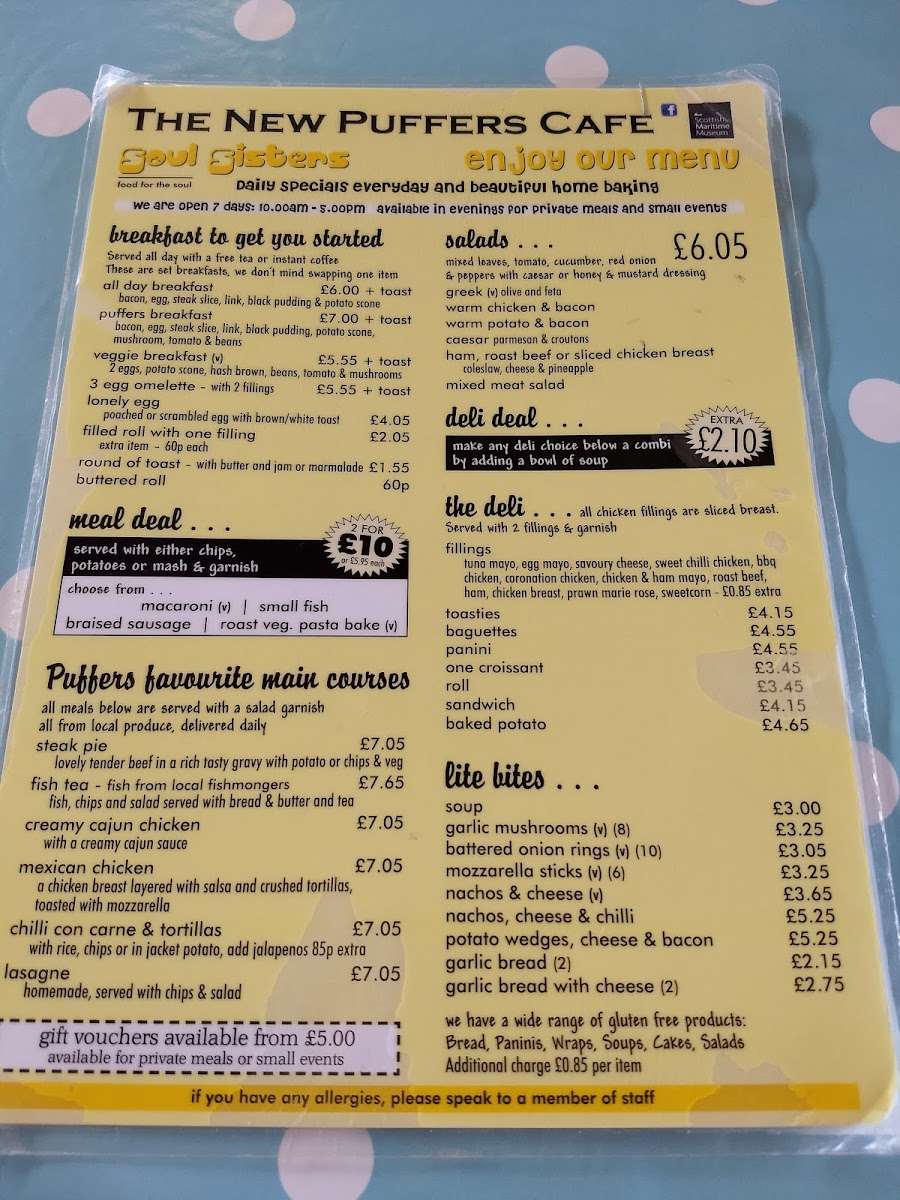 THE NEW PUFFERS CAFE
f
Scottish
Maritime
Museum
Soul Sisters
food for the soul
enjoy our menu
Daily specials everyday and beautiful home baking
we are open 7 days: 10.00am - 5.00pm available in evenings for private meals and small events
breakfast to get you started
Served all day with a free tea or instant coffee
These are set breakfasts, we don't mind swapping one item
all day breakfast £6.00 + toast
bacon, egg, steak slice, link, black pudding & potato scone
puffers breakfast £7.00 + toast
bacon, egg, steak slice, link, black pudding, potato scone,
mushroom, tomato & beans
veggie breakfast (v) £5.55 + toast
2 eggs, potato scone, hash brown, beans, tomato & mushrooms
3 egg omelette - with 2 fillings £5.55 + toast
lonely egg
poached or scrambled egg with brown/white toast £4.05
filled roll with one filling £2.05
extra item - 60p each
round of toast - with butter and jam or marmalade £1.55
buttered roll 60p
meal deal . . .
2 FOR
£10
or £5.95 each
served with either chips,
potatoes or mash & garnish
choose from . . .
macaroni (v) | small fish
braised sausage | roast veg. pasta bake (v)
Puffers favourite main courses
all meals below are served with a salad garnish
all from local produce, delivered daily
steak pie £7.05
lovely tender beef in a rich tasty gravy with potato or chips & veg
fish tea - fish from local fishmongers £7.65
fish, chips and salad served with bread & butter and tea
creamy cajun chicken £7.05
with a creamy cajun sauce
mexican chicken £7.05
a chicken breast layered with salsa and crushed tortillas,
toasted with mozzarella
chilli con carne & tortillas £7.05
with rice, chips or in jacket potato, add jalapenos 85p extra
lasagne £7.05
homemade, served with chips & salad
gift vouchers available from £5.00
available for private meals or small events
salads . . . £6.05
mixed leaves, tomato, cucumber, red onion
& peppers with caesar or honey & mustard dressing
greek (v) olive and feta
warm chicken & bacon
warm potato & bacon
caesar parmesan & croutons
ham, roast beef or sliced chicken breast
coleslaw, cheese & pineapple
mixed meat salad
deli deal . . .
EXTRA
£2.10
make any deli choice below a combi
by adding a bowl of soup
the deli . . . all chicken fillings are sliced breast.
Served with 2 fillings & garnish
fillings
tuna mayo, egg mayo, savoury cheese, sweet chilli chicken, bbq
chicken, coronation chicken, chicken & ham mayo, roast beef,
ham, chicken breast, prawn marie rose, sweetcorn - £0.85 extra
toasties £4.15
baguettes £4.55
panini £4.55
one croissant £3.45
roll £3.45
sandwich £4.15
baked potato £4.65
lite bites . . .
soup £3.00
garlic mushrooms (v) (8) £3.25
battered onion rings (v) (10) £3.05
mozzarella sticks (v) (6) £3.25
nachos & cheese (v) £3.65
nachos, cheese & chilli £5.25
potato wedges, cheese & bacon £5.25
garlic bread (2) £2.15
garlic bread with cheese (2) £2.75
we have a wide range of gluten free products:
Bread, Paninis, Wraps, Soups, Cakes, Salads
Additional charge £0.85 per item
if you have any allergies, please speak to a member of staff